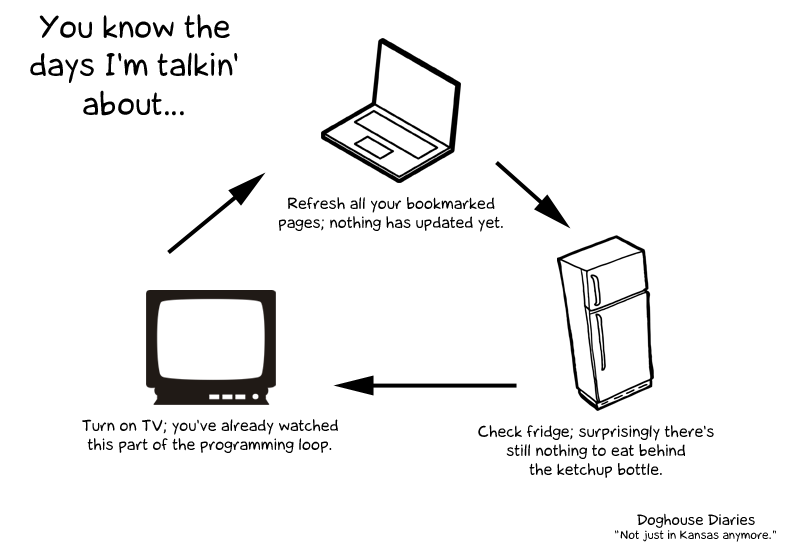 You know the
days I'm talkin'
about...
Refresh all your bookmarked
pages; nothing has updated yet.
Check fridge; surprisingly there's
still nothing to eat behind
the ketchup bottle.
Turn on TV; you've already watched
this part of the programming loop.
Doghouse Diaries
"Not just in Kansas anymore."